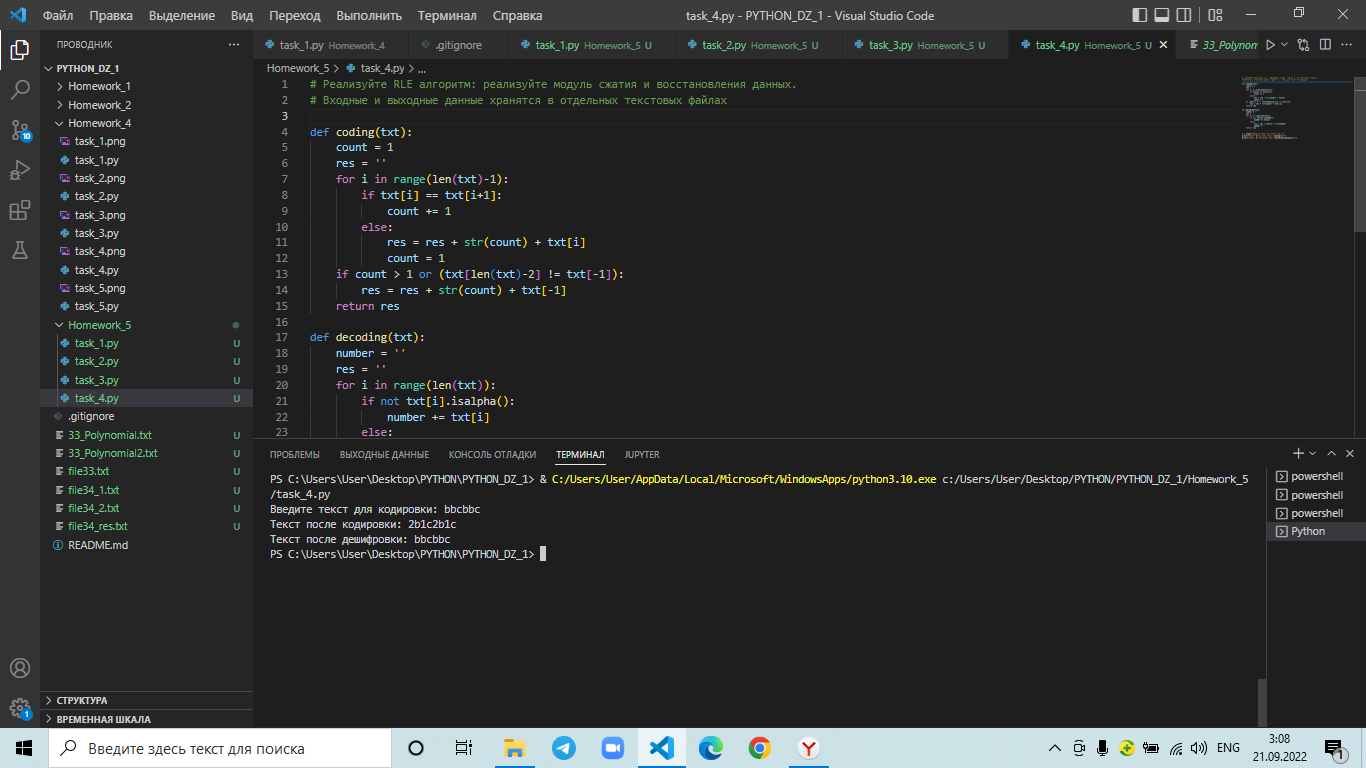 Файл Правка Выделение Вид Переход Выполнить Терминал Справка task_4.py - PYTHON_DZ_1 - Visual Studio Code
ПРОВОДНИК
PYTHON_DZ_1
Homework_1
Homework_2
Homework_4
task_1.png
task_1.py
task_2.png
task_2.py
task_3.png
task_3.py
task_4.png
task_4.py
task_5.png
task_5.py
Homework_5
task_1.py U
task_2.py U
task_3.py U
task_4.py U
.gitignore
33_Polynomial.txt U
33_Polynomial2.txt U
file33.txt U
file34_1.txt U
file34_2.txt U
file34_res.txt U
README.md
СТРУКТУРА
ВРЕМЕННАЯ ШКАЛА
10
1
task_1.py Homework_4 .gitignore task_1.py Homework_5 U task_2.py Homework_5 U task_3.py Homework_5 U task_4.py Homework_5 U 33_Polynom
Homework_5 > task_4.py > ...
1 # Реализуйте RLE алгоритм: реализуйте модуль сжатия и восстановления данных.
2 # Входные и выходные данные хранятся в отдельных текстовых файлах
3
4 def coding(txt):
5 count = 1
6 res = ''
7 for i in range(len(txt)-1):
8 if txt[i] == txt[i+1]:
9 count += 1
10 else:
11 res = res + str(count) + txt[i]
12 count = 1
13 if count > 1 or (txt[len(txt)-2] != txt[-1]):
14 res = res + str(count) + txt[-1]
15 return res
16
17 def decoding(txt):
18 number = ''
19 res = ''
20 for i in range(len(txt)):
21 if not txt[i].isalpha():
22 number += txt[i]
23 else:
ПРОБЛЕМЫ ВЫХОДНЫЕ ДАННЫЕ КОНСОЛЬ ОТЛАДКИ ТЕРМИНАЛ JUPYTER
PS C:\Users\User\Desktop\PYTHON\PYTHON_DZ_1> & C:/Users/User/AppData/Local/Microsoft/WindowsApps/python3.10.exe c:/Users/User/Desktop/PYTHON/PYTHON_DZ_1/Homework_5
/task_4.py
Введите текст для кодировки: bbcbbc
Текст после кодировки: 2b1c2b1c
Текст после дешифровки: bbcbbc
PS C:\Users\User\Desktop\PYTHON\PYTHON_DZ_1>
powershell
powershell
powershell
Python
Введите здесь текст для поиска
ENG
3:08
21.09.2022
1